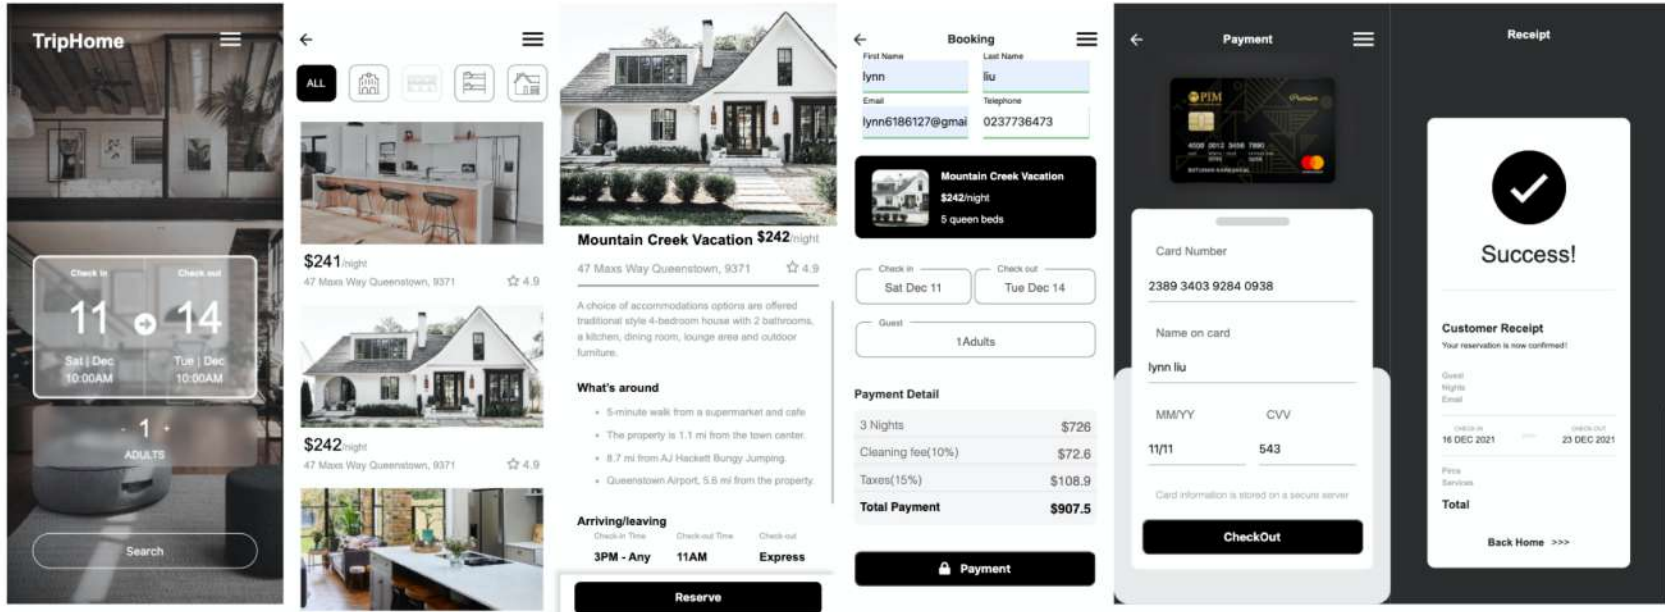 TripHome
Check in
Check out
11
14
Sat | Dec
Tue | Dec
10:00AM
10:00AM
- 1 +
ADULTS
Search
ALL
$241/night
47 Maxs Way Queenstown, 9371
4.9
$242/night
47 Maxs Way Queenstown, 9371
4.9
Mountain Creek Vacation $242/night
47 Maxs Way Queenstown, 9371
4.9
A choice of accommodations options are offered
traditional style 4-bedroom house with 2 bathrooms,
a kitchen, dining room, lounge area and outdoor
furniture.
What's around
5-minute walk from a supermarket and cafe
The property is 1.1 mi from the town center.
8.7 mi from AJ Hackett Bungy Jumping.
Queenstown Airport, 5.6 mi from the property.
Arriving/leaving
Check-in Time
Check-out Time
Check-out
3PM - Any
11AM
Express
Reserve
Booking
First Name
Last Name
lynn
liu
Email
Telephone
lynn6186127@gmai
0237736473
Mountain Creek Vacation
$242/night
5 queen beds
Check in
Check out
Sat Dec 11
Tue Dec 14
Guest
1Adults
Payment Detail
3 Nights
$726
Cleaning fee(10%)
$72.6
Taxes(15%)
$108.9
Total Payment
$907.5
Payment
Payment
PIM
Premium
Card Number
2389 3403 9284 0938
Name on card
lynn liu
MM/YY
CVV
11/11
543
Card information is stored on a secure server
CheckOut
Receipt
Success!
Customer Receipt
Your reservation is now confirmed!
Guest
Nights
Email
CHECK-IN
CHECK-OUT
16 DEC 2021
23 DEC 2021
Services
Total
Back Home >>>